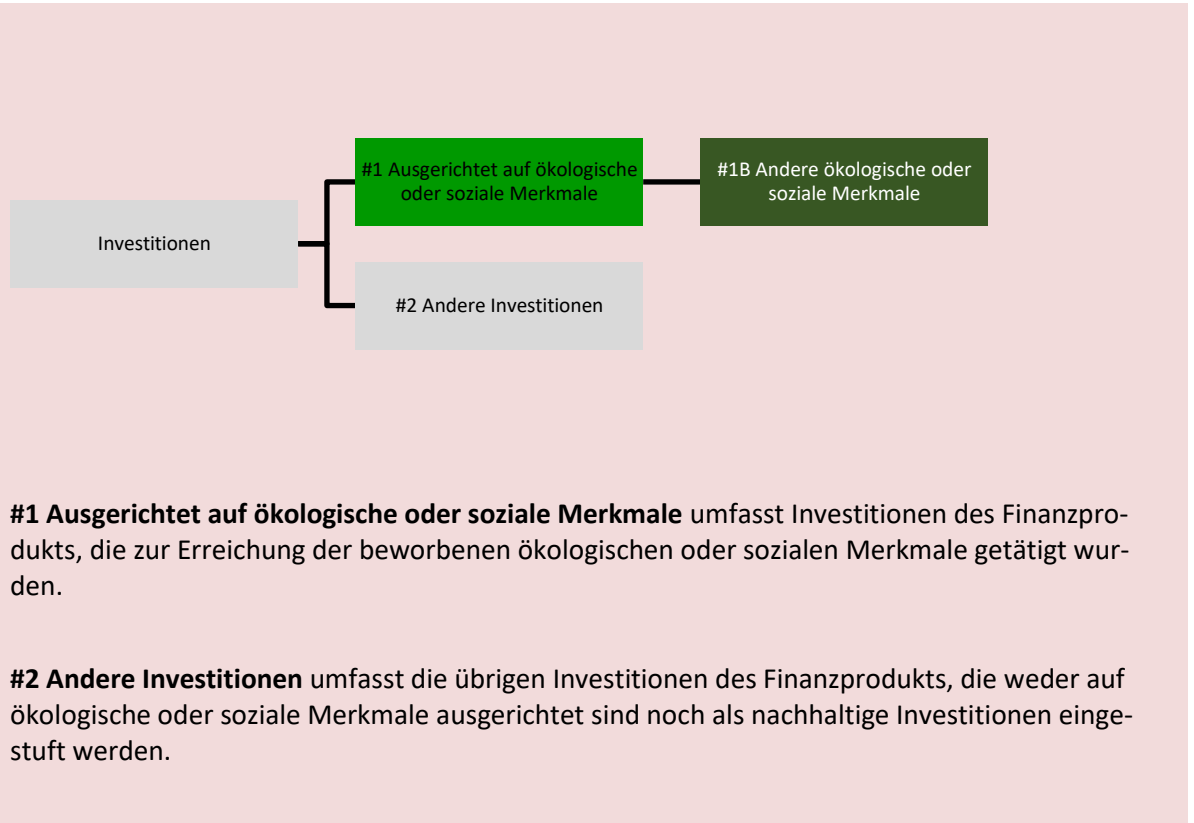 #1 Ausgerichtet auf ökologische
oder soziale Merkmale
#1B Andere ökologische oder
soziale Merkmale
Investitionen
#2 Andere Investitionen
#1 Ausgerichtet auf ökologische oder soziale Merkmale umfasst Investitionen des Finanzpro-
dukts, die zur Erreichung der beworbenen ökologischen oder sozialen Merkmale getätigt wur-
den.
#2 Andere Investitionen umfasst die übrigen Investitionen des Finanzprodukts, die weder auf
ökologische oder soziale Merkmale ausgerichtet sind noch als nachhaltige Investitionen einge-
stuft werden.